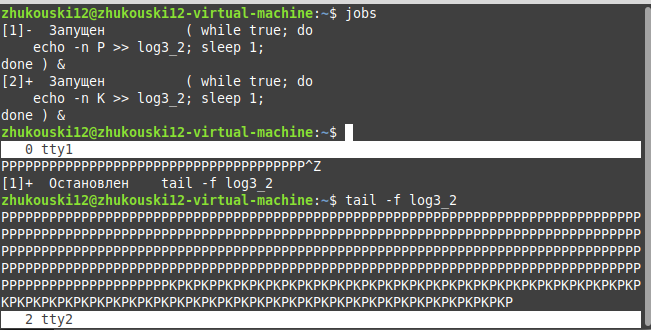 zhukouski12@zhukouski12-virtual-machine:~$ jobs
[1]-  Запущен          ( while true; do
    echo -n P >> log3_2; sleep 1;
done ) &
[2]+  Запущен          ( while true; do
    echo -n K >> log3_2; sleep 1;
done ) &
zhukouski12@zhukouski12-virtual-machine:~$
0 tty1
PPPPPPPPPPPPPPPPPPPPPPPPPPPPPPPPPPPPPP^Z
[1]+  Остановлен    tail -f log3_2
zhukouski12@zhukouski12-virtual-machine:~$ tail -f log3_2
PPPPPPPPPPPPPPPPPPPPPPPPPPPPPPPPPPPPPPPPPPPPPPPPPPPPPPPPPPPPPPPPPPPPPPPPPPPPPPPP
PPPPPPPPPPPPPPPPPPPPPPPPPPPPPPPPPPPPPPPPPPPPPPPPPPPPPPPPPPPPPPPPPPPPPPPPPPPPPPPP
PPPPPPPPPPPPPPPPPPPPPPPPPPPPPPPPPPPPPPPPPPPPPPPPPPPPPPPPPPPPPPPPPPPPPPPPPPPPPPPP
PPPPPPPPPPPPPPPPPPPPPPPPPPPPPPPPPPPPPPPPPPPPPPPPPPPPPPPPPPPPPPPPPPPPPPPPPPPPPPPP
PPPPPPPPPPPPPPPPPPPPPKPKPPKPKPKPKPKPKPKPKPKPKPKPKPKPKPKPKPKPKPKPKPKPKPKPKPKPKPKP
KPKPKPKPKPKPKPKPKPKPKPKPKPKPKPKPKPKPKPKPKPKPKPKPKPKPKPKPKPKPKPKP
2 tty2